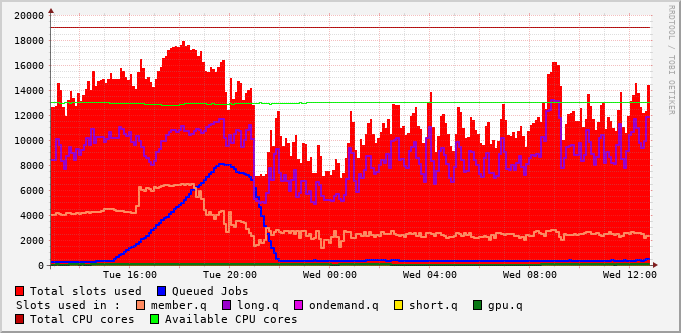 20000
18000
16000
14000
12000
10000
8000
6000
4000
2000
0
Tue 16:00 Tue 20:00 Wed 00:00 Wed 04:00 Wed 08:00 Wed 12:00
RRDTOOL / TOBI OETIKER
Total slots used Queued Jobs
Slots used in : member.q long.q ondemand.q short.q gpu.q
Total CPU cores Available CPU cores